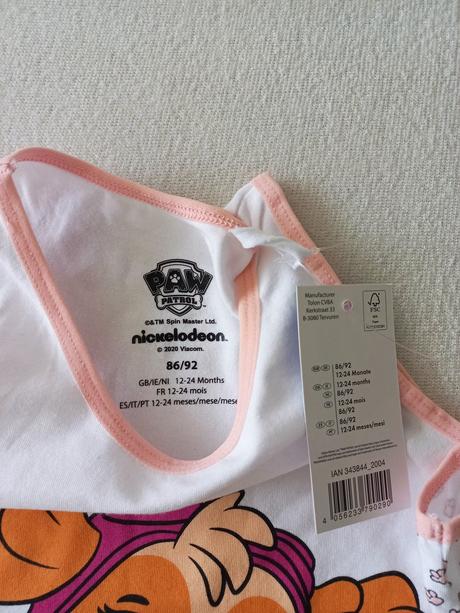 PAW
PATROL
©&TM Spin Master Ltd.
nickelodeon
© 2020 Viacom.
86/92
GB/IE/NI 12-24 Months
FR 12-24 mois
ES/IT/PT 12-24 meses/mese/mese
Manufacturer
Tolon CVBA
Kerkstraat 33
B-3080 Tervuren
FSC
86/92
12-24 Monate
86/92
12-24 months
86/92
12-24 mois
86/92
86/92
12-24 meses/mesi
IAN 343844_2004
4 056233 790290